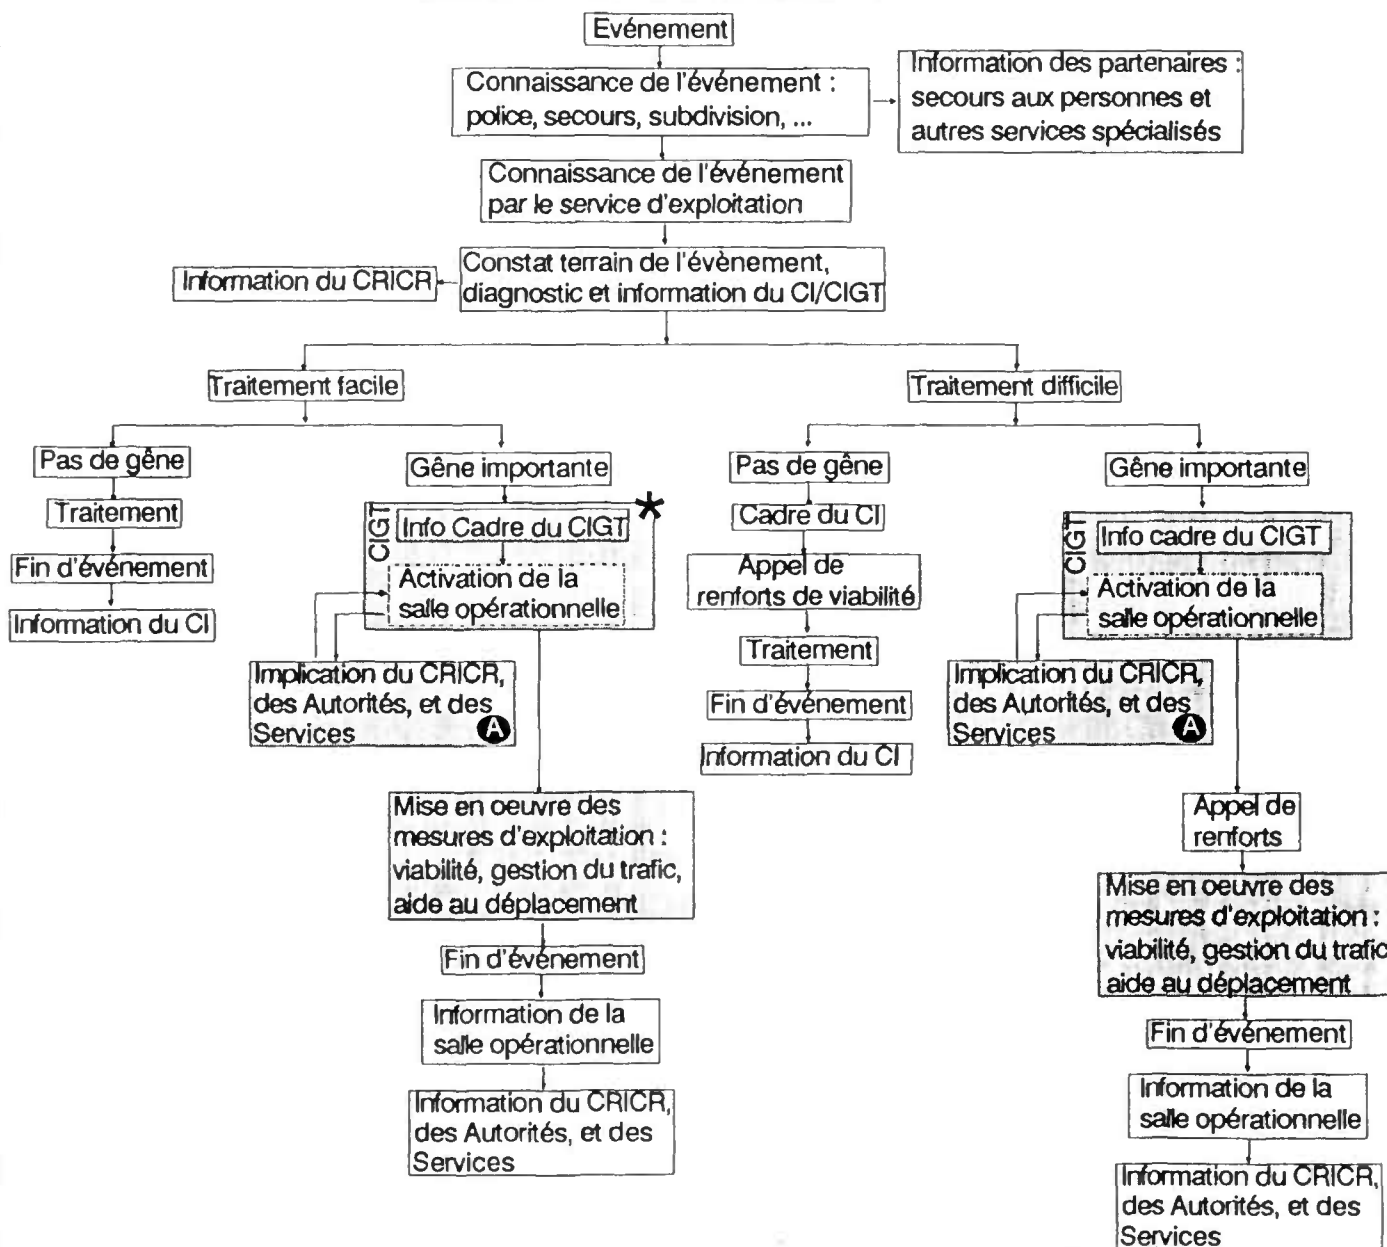 Evénement
Connaissance de l'événement :
police, secours, subdivision, ...
Information des partenaires :
secours aux personnes et
autres services spécialisés
Connaissance de l'événement
par le service d'exploitation
Constat terrain de l'évènement,
diagnostic et information du CI/CIGT
Information du CRICR
Traitement facile
Pas de gêne
Traitement
Fin d'événement
Information du CI
Gêne importante
CIGT
Info Cadre du CIGT
*
Activation de la
salle opérationnelle
Implication du CRICR,
des Autorités, et des
Services
A
Mise en oeuvre des
mesures d'exploitation :
viabilité, gestion du trafic,
aide au déplacement
Fin d'événement
Information de la
salle opérationnelle
Information du CRICR,
des Autorités, et des
Services
Traitement difficile
Pas de gêne
Cadre du CI
Appel de
renforts de viabilité
Traitement
Fin d'événement
Information du CI
Gêne importante
CIGT
Info cadre du CIGT
Activation de la
salle opérationnelle
Implication du CRICR,
des Autorités, et des
Services
A
Appel de
renforts
Mise en oeuvre des
mesures d'exploitation :
viabilité, gestion du trafic
aide au déplacement
Fin d'événement
Information de la
salle opérationnelle
Information du CRICR,
des Autorités, et des
Services